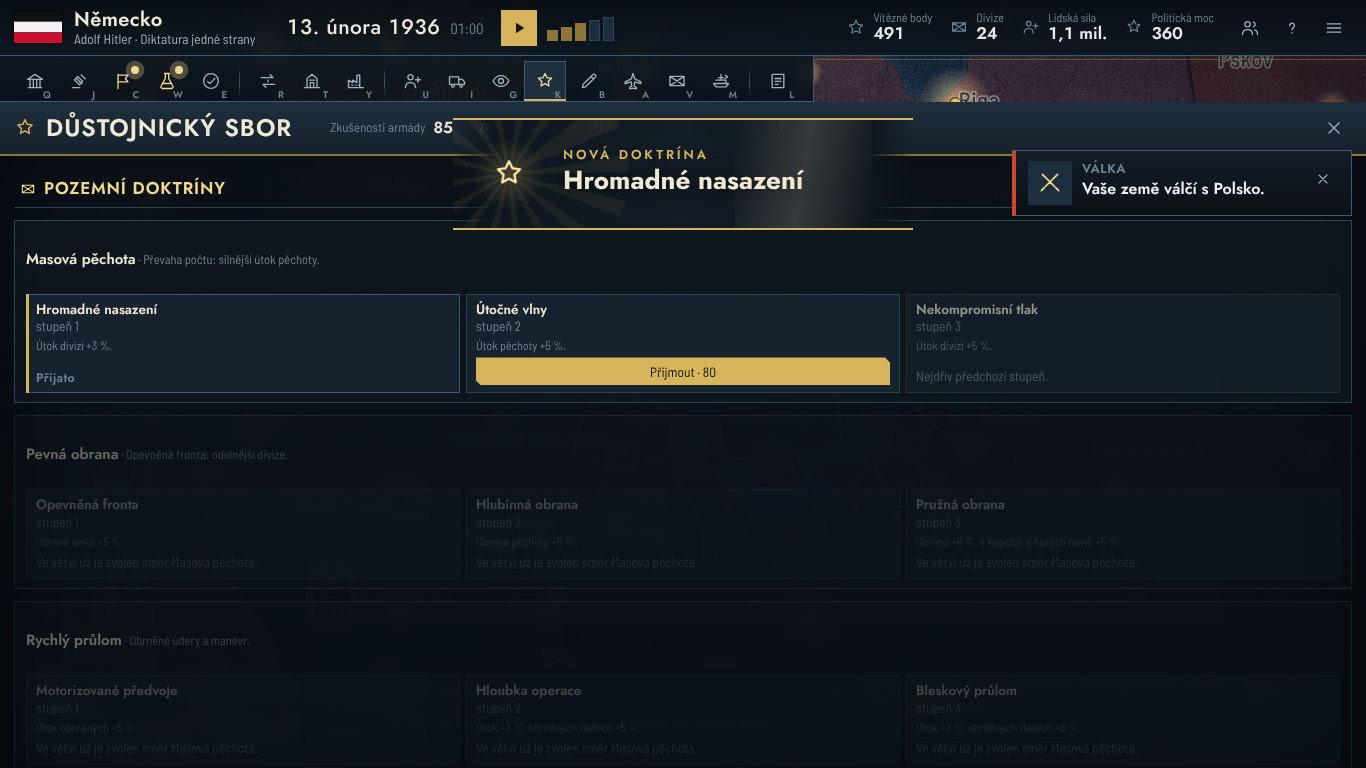 Německo
Adolf Hitler · Diktatura jedné strany
13. února 1936 01:00
Vítězné body
491
Divize
24
Lidská síla
1,1 mil.
Politická moc
360
?
Q J C W E R T Y U I G K B A V M L
Pskov
Riga
DŮSTOJNICKÝ SBOR
Zkušenosti armády 85
107
31
NOVÁ DOKTRÍNA
Hromadné nasazení
VÁLKA
Vaše země válčí s Polsko.
POZEMNÍ DOKTRÍNY
Masová pěchota · Převaha počtu: silnější útok pěchoty.
Hromadné nasazení
stupeň 1
Útok divizí +3 %.
Přijato
Útočné vlny
stupeň 2
Útok pěchoty +5 %.
Přijmout · 80
Nekompromisní tlak
stupeň 3
Útok divizí +5 %.
Nejdřív předchozí stupeň.
Pevná obrana · Opevněná fronta: odolnější divize.
Opevněná fronta
stupeň 1
Obrana divizí +5 %.
Ve větvi už je zvolen směr Masová pěchota.
Hlubinná obrana
stupeň 2
Obrana pěchoty +6 %.
Ve větvi už je zvolen směr Masová pěchota.
Pružná obrana
stupeň 3
Obrana +6 %, v kopcích a horách navíc +5 %.
Ve větvi už je zvolen směr Masová pěchota.
Rychlý průlom · Obrněné údery a manévr.
Motorizované předvoje
stupeň 1
Útok obrněných +5 %.
Ve větvi už je zvolen směr Masová pěchota.
Hloubka operace
stupeň 2
Útok +3 %, obrněných dalších +5 %.
Ve větvi už je zvolen směr Masová pěchota.
Bleskový průlom
stupeň 3
Útok +3 %, obrněných dalších +8 %.
Ve větvi už je zvolen směr Masová pěchota.